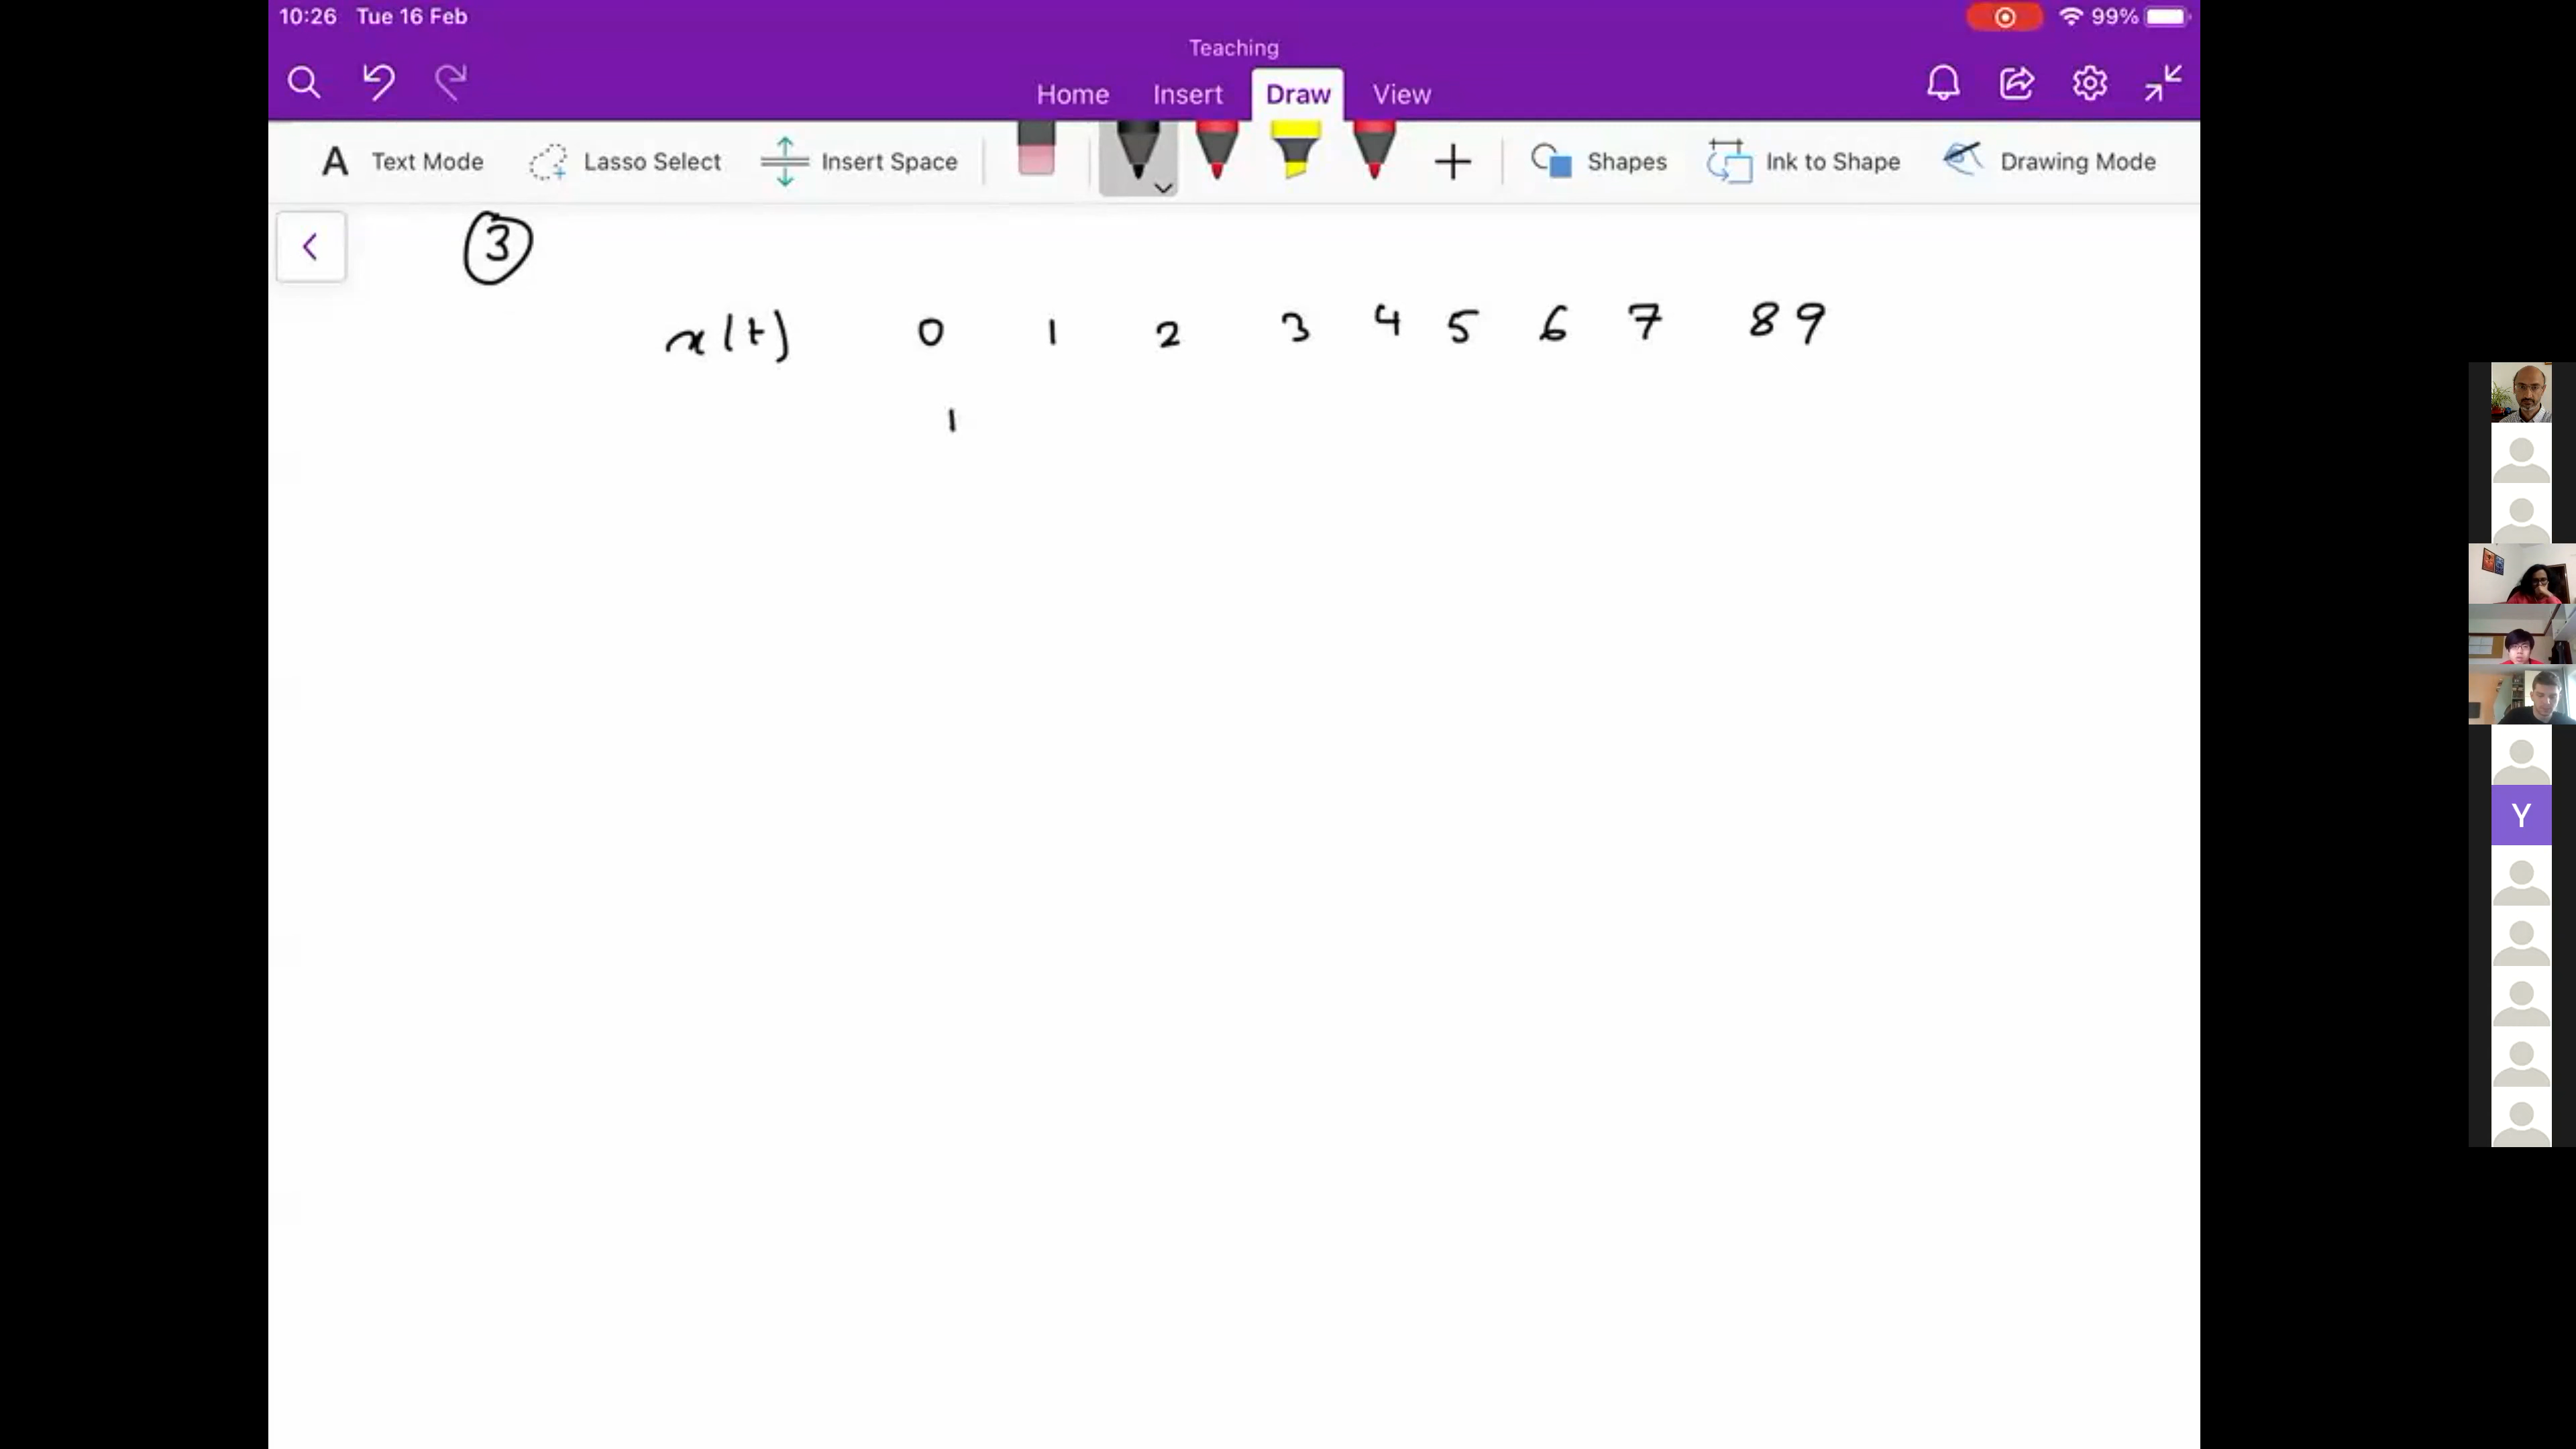 10:26 Tue 16 Feb 99%
Teaching
Home Insert Draw View
A Text Mode Lasso Select Insert Space Shapes Ink to Shape Drawing Mode
3
x(t) 0 1 2 3 4 5 6 7 8 9
1
Y